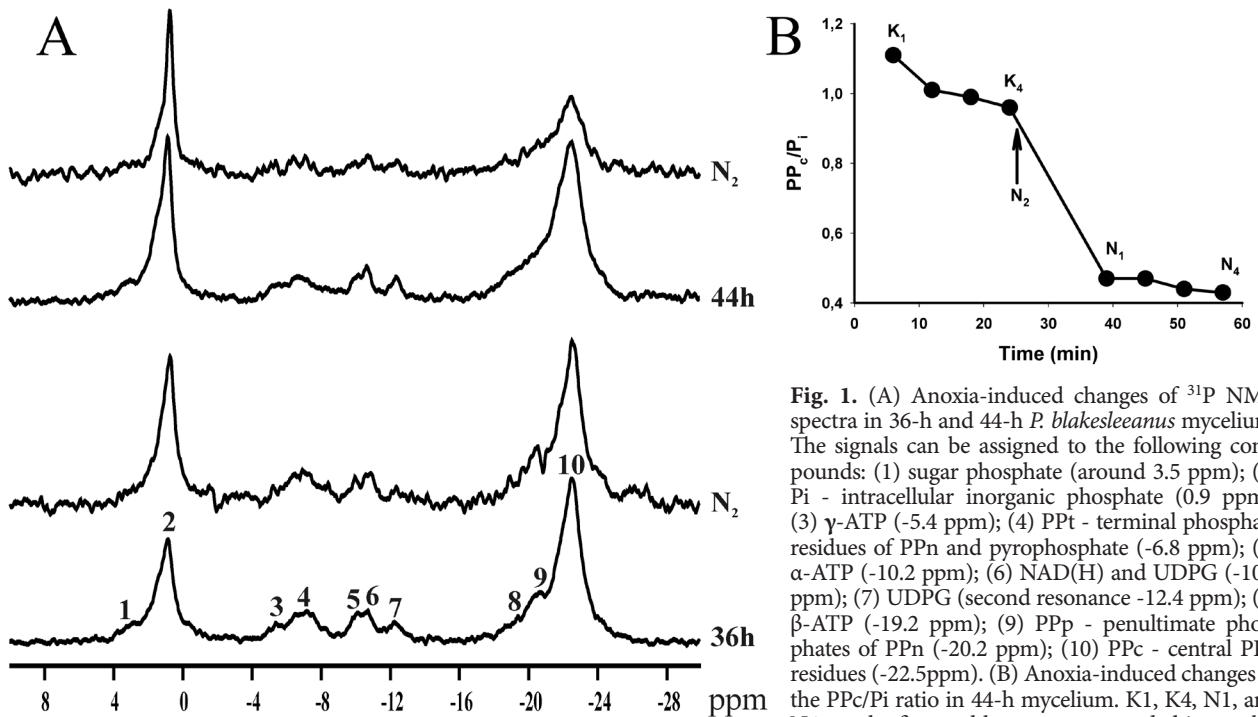 A
N₂
44h
N₂
1
2
3
4
5
6
7
8
9
10
36h
8 4 0 -4 -8 -12 -16 -20 -24 -28 ppm
B
1,2
1,0
0,8
0,6
0,4
PPc/Pi
K₁
K₄
N₂
N₁
N₄
0 10 20 30 40 50 60
Time (min)
Fig. 1. (A) Anoxia-induced changes of ³¹P NM
spectra in 36-h and 44-h P. blakesleeanus mycelium
The signals can be assigned to the following con
pounds: (1) sugar phosphate (around 3.5 ppm); (
Pi - intracellular inorganic phosphate (0.9 ppm
(3) γ-ATP (-5.4 ppm); (4) PPt - terminal phospha
residues of PPn and pyrophosphate (-6.8 ppm); (
α-ATP (-10.2 ppm); (6) NAD(H) and UDPG (-10
ppm); (7) UDPG (second resonance -12.4 ppm); (
β-ATP (-19.2 ppm); (9) PPp - penultimate pho
phates of PPn (-20.2 ppm); (10) PPc - central PP
residues (-22.5ppm). (B) Anoxia-induced changes
the PPc/Pi ratio in 44-h mycelium. K1, K4, N1, an